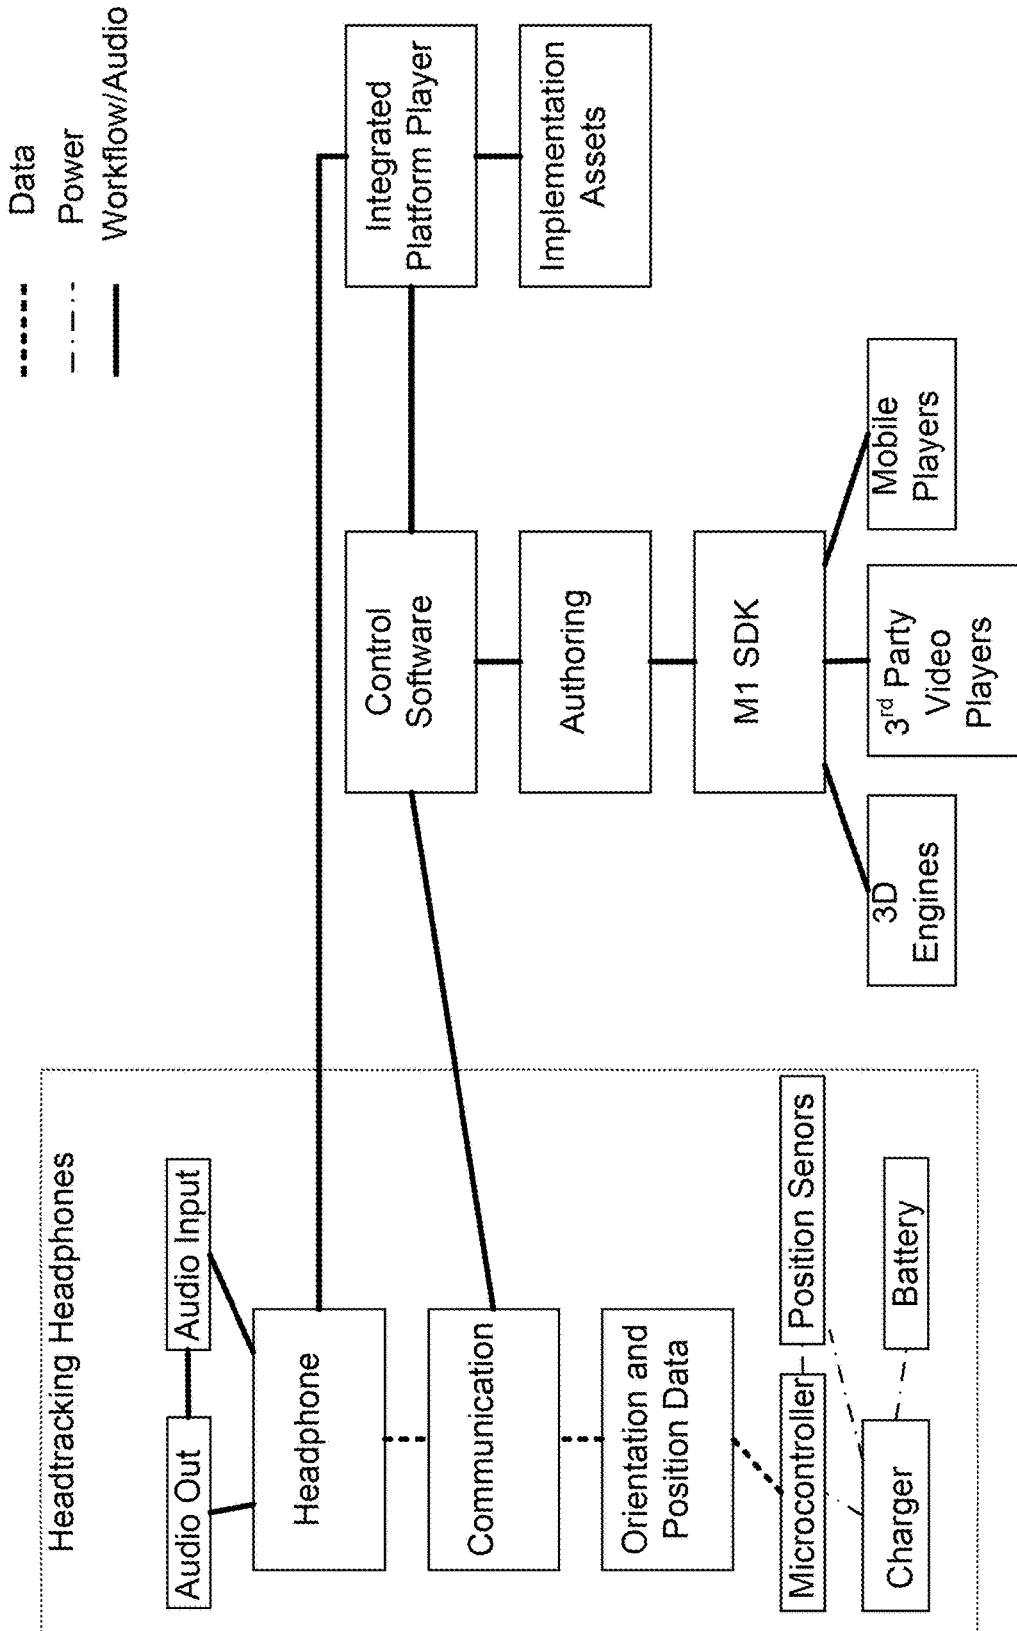 Headtracking Headphones
Audio Out
Audio Input
Headphone
Communication
Orientation and
Position Data
Microcontroller
Position Senors
Charger
Battery
Control
Software
Authoring
M1 SDK
3D
Engines
3rd Party
Video
Players
Mobile
Players
Integrated
Platform Player
Implementation
Assets
Data
Power
Workflow/Audio